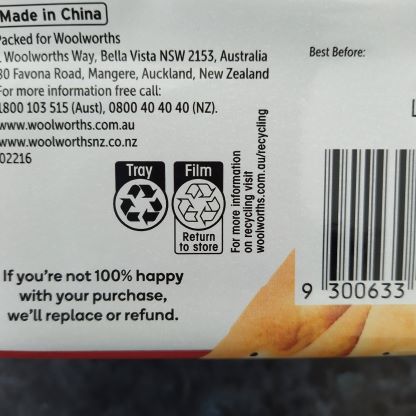 Made in China
Packed for Woolworths
Woolworths Way, Bella Vista NSW 2153, Australia
80 Favona Road, Mangere, Auckland, New Zealand
For more information free call:
1800 103 515 (Aust), 0800 40 40 40 (NZ).
www.woolworths.com.au
www.woolworthsnz.co.nz
02216
Best Before:
Tray
Film
Return
to store
For more information
on recycling visit
woolworths.com.au/recycling
If you're not 100% happy
with your purchase,
we'll replace or refund.
9 300633